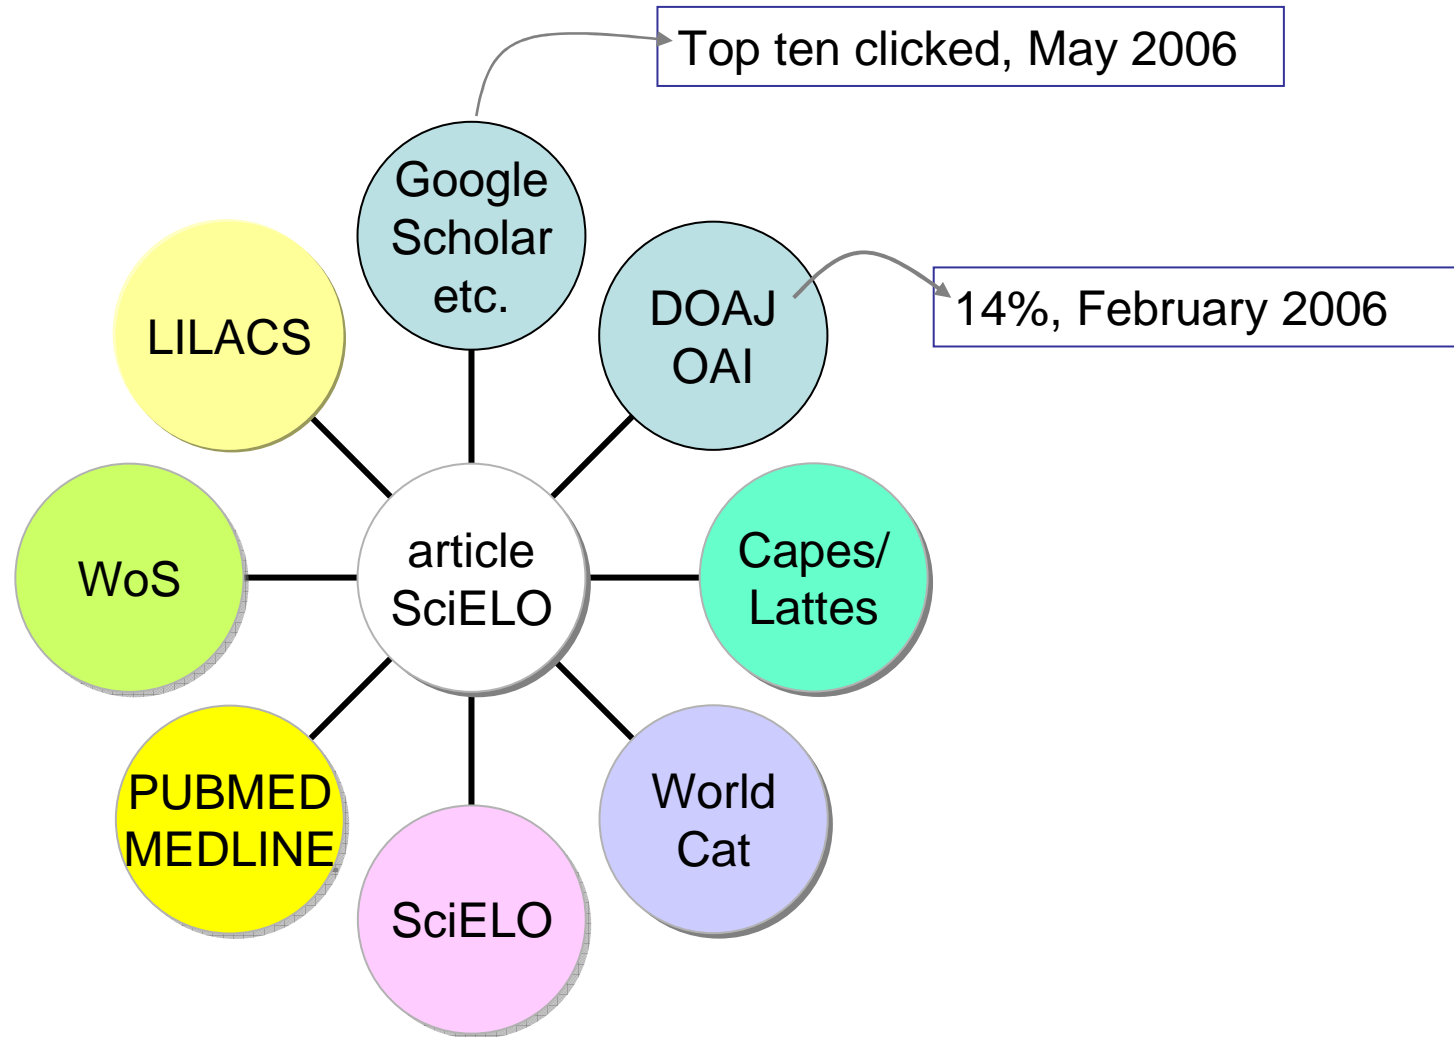 Top ten clicked, May 2006
Google
Scholar
etc.
DOAJ
OAI
14%, February 2006
LILACS
article
SciELO
Capes/
Lattes
WoS
World
Cat
PUBMED
MEDLINE
SciELO